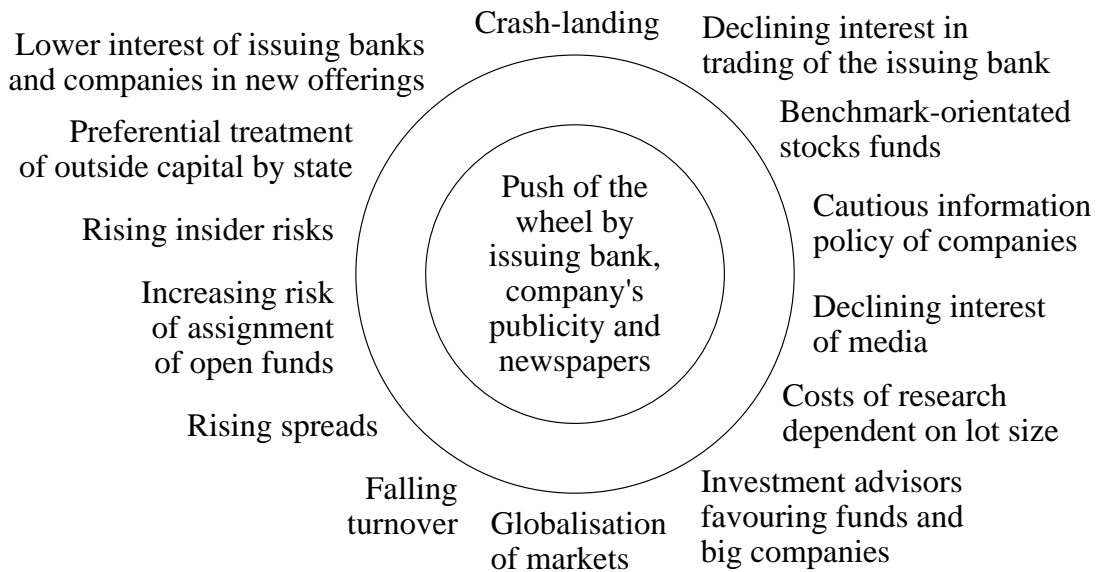 Crash-landing
Declining interest in
trading of the issuing bank
Benchmark-orientated
stocks funds
Cautious information
policy of companies
Declining interest
of media
Costs of research
dependent on lot size
Investment advisors
favouring funds and
big companies
Globalisation
of markets
Falling
turnover
Rising spreads
Increasing risk
of assignment
of open funds
Rising insider risks
Preferential treatment
of outside capital by state
Lower interest of issuing banks
and companies in new offerings
Push of the
wheel by
issuing bank,
company's
publicity and
newspapers